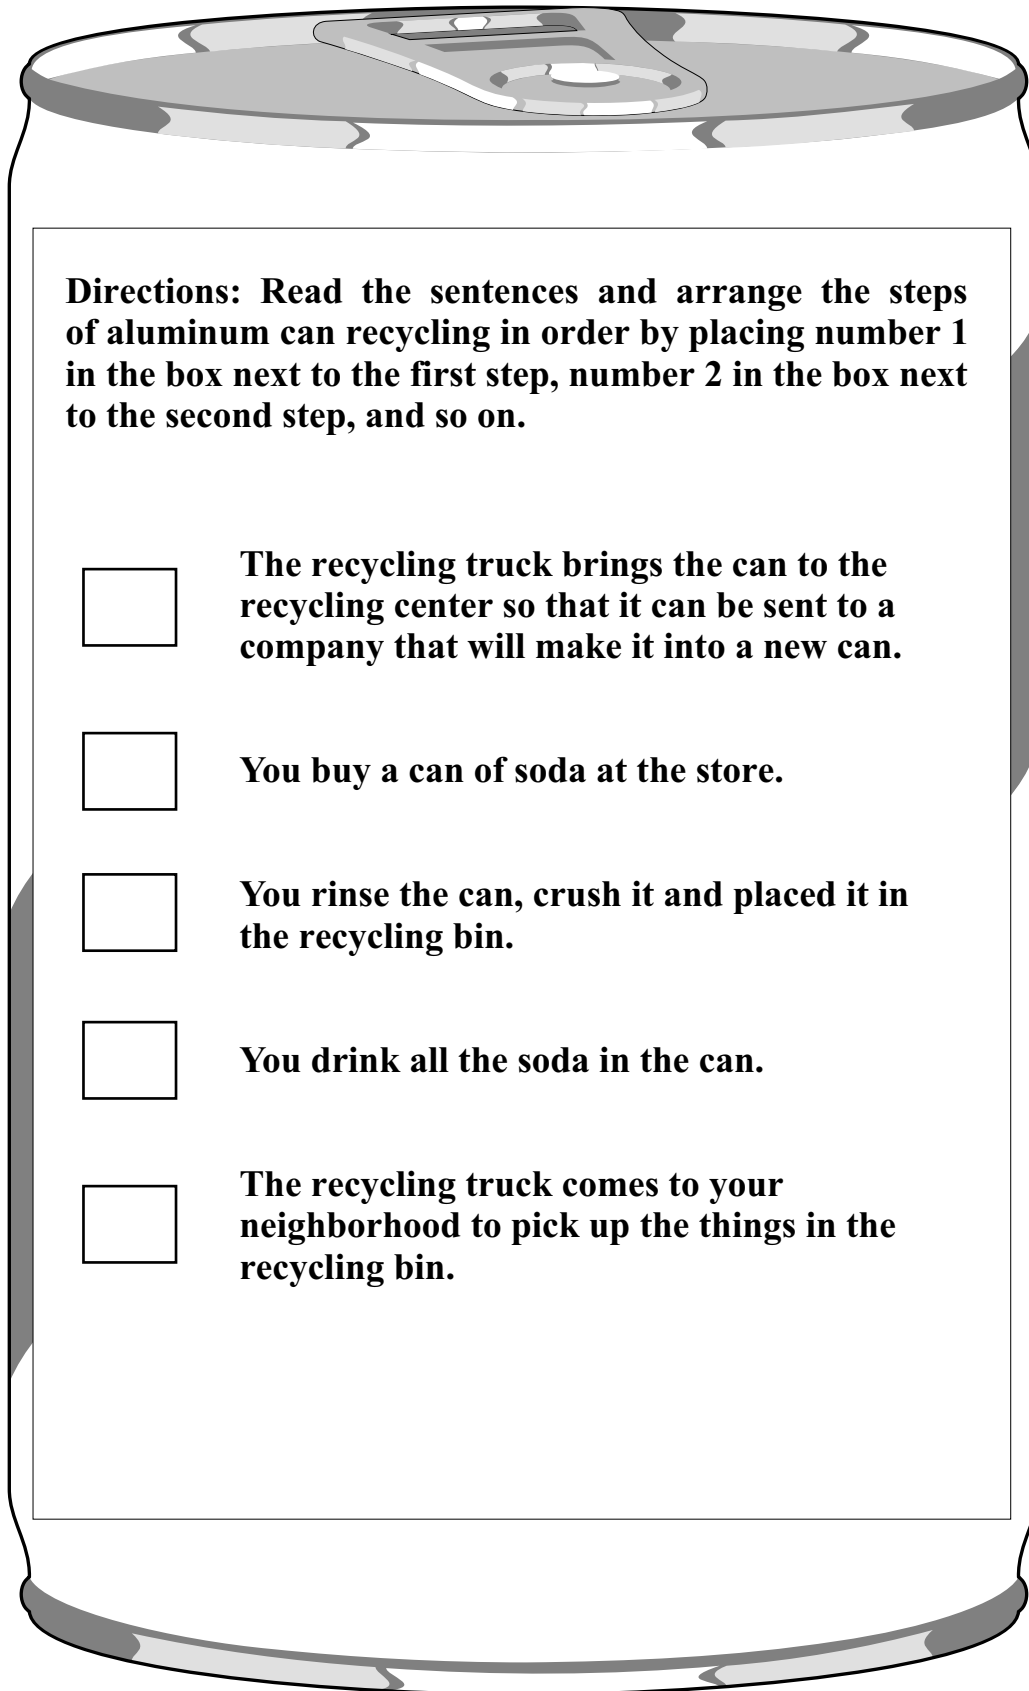 Directions: Read the sentences and arrange the steps
of aluminum can recycling in order by placing number 1
in the box next to the first step, number 2 in the box next
to the second step, and so on.
The recycling truck brings the can to the
recycling center so that it can be sent to a
company that will make it into a new can.
You buy a can of soda at the store.
You rinse the can, crush it and placed it in
the recycling bin.
You drink all the soda in the can.
The recycling truck comes to your
neighborhood to pick up the things in the
recycling bin.